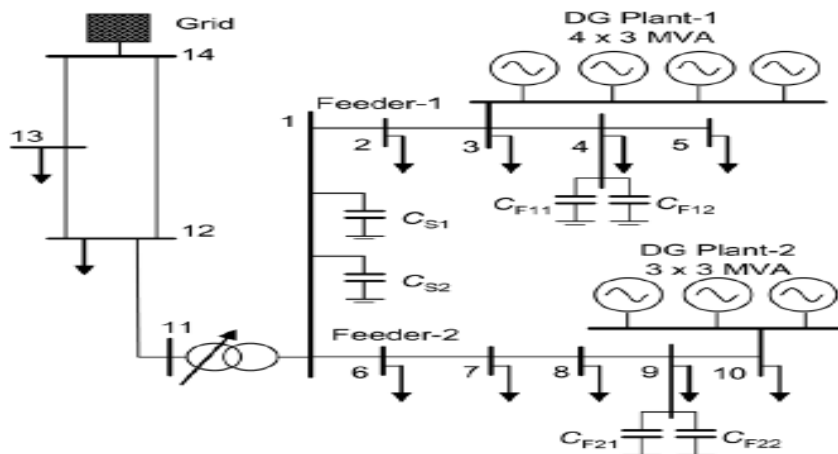 Grid
14
13
12
11
DG Plant-1
4 x 3 MVA
Feeder-1
1
2
3
4
5
CF11
CF12
CS1
CS2
DG Plant-2
3 x 3 MVA
Feeder-2
6
7
8
9
10
CF21
CF22